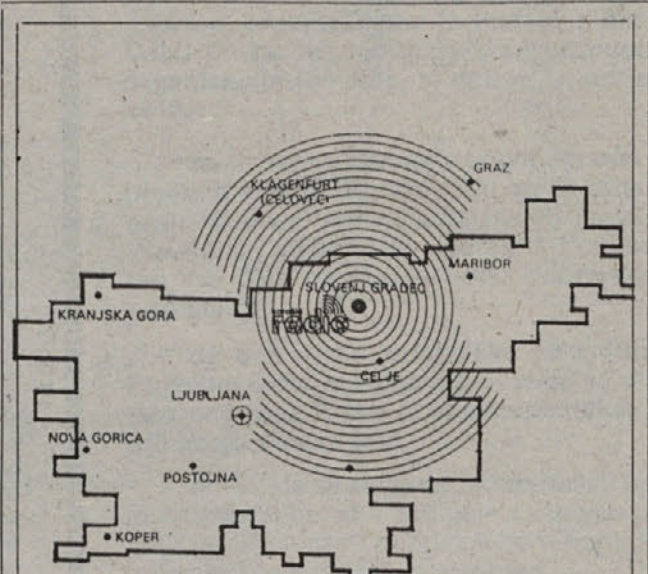 GRAZ
KLAGENFURT
(CELOVEC)
MARIBOR
SLOVENJ GRADEC
KRANJSKA GORA
radio
CELJE
LJUBLJANA
NOVA GORICA
POSTOJNA
KOPER